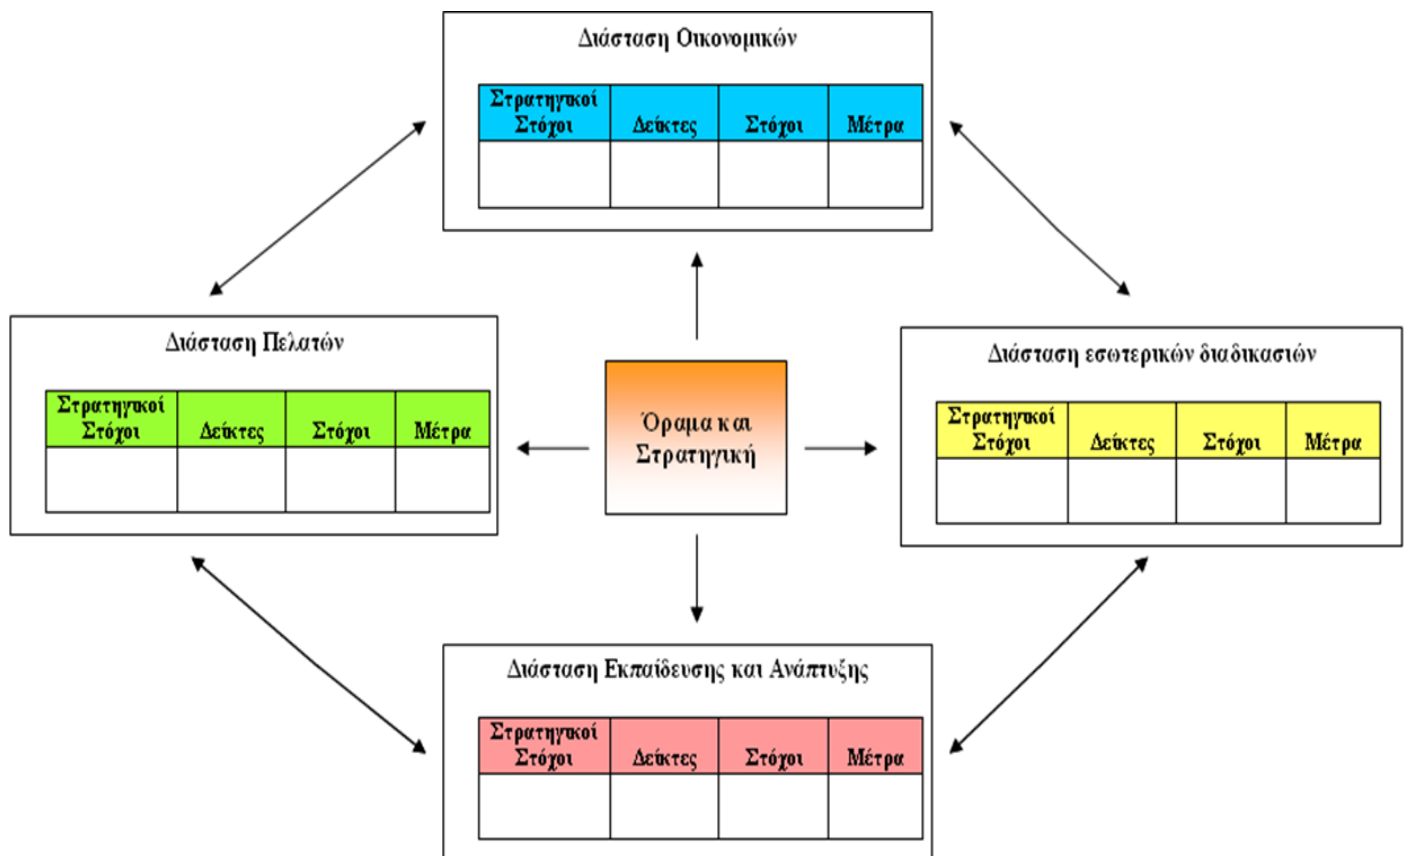 Διάσταση Οικονομικών
Στρατηγικοί
Στόχοι Δείκτες Στόχοι Μέτρα
Διάσταση Πελατών
Στρατηγικοί
Στόχοι Δείκτες Στόχοι Μέτρα
Όραμα και
Στρατηγική
Διάσταση εσωτερικών διαδικασιών
Στρατηγικοί
Στόχοι Δείκτες Στόχοι Μέτρα
Διάσταση Εκπαίδευσης και Ανάπτυξης
Στρατηγικοί
Στόχοι Δείκτες Στόχοι Μέτρα